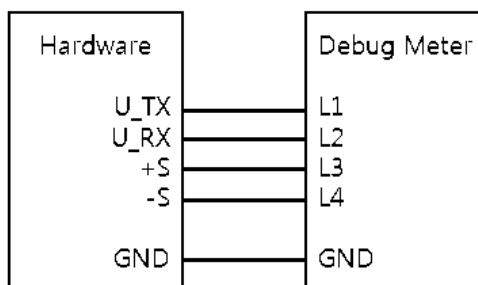 Hardware
Debug Meter
U_TX
L1
U_RX
L2
+S
L3
-S
L4
GND
GND